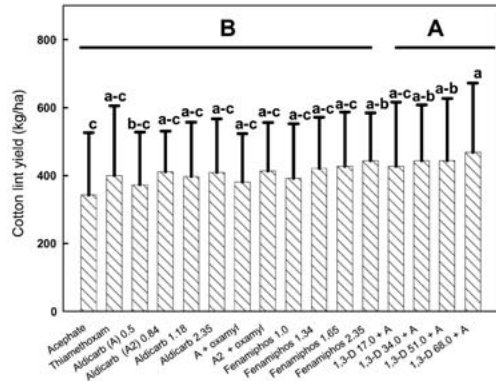 B A
800
600
400
200
0
Cotton lint yield (kg/ha)
c a-c b-c a-c a-c a-c a-c a-c a-c a-c a-c a-b a-c a-b a-b a
Acephate
Thiamethoxam
Aldicarb (A) 0.5
Aldicarb (A2) 0.84
Aldicarb 1.18
Aldicarb 2.35
A + oxamyl
A2 + oxamyl
Fenamiphos 1.0
Fenamiphos 1.34
Fenamiphos 1.65
Fenamiphos 2.35
1,3-D 17.0 + A
1,3-D 34.0 + A
1,3-D 51.0 + A
1,3-D 68.0 + A